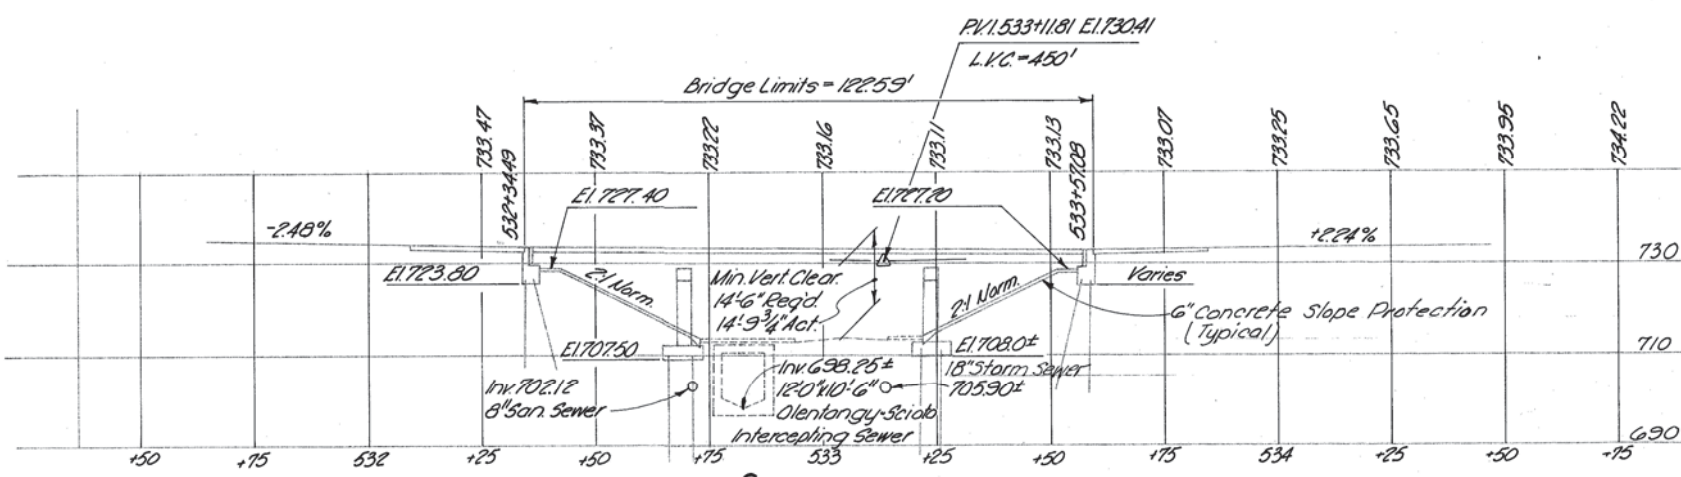 P.V.I. 533+11.81 El. 730.41
L.V.C. = 450'
Bridge Limits = 122.59'
733.47
532+34.49
733.37
733.22
733.16
733.11
733.13
533+57.08
733.07
733.25
733.65
733.95
734.22
El. 727.40
El. 727.20
-2.48%
+2.24%
730
El. 723.80
2:1 Norm.
Min. Vert. Clear.
14'-6" Req'd.
14'-9 3/4" Act.
2:1 Norm.
Varies
6" Concrete Slope Protection
(Typical)
El. 707.50
El. 708.0±
710
Inv. 702.12
8" San. Sewer
Inv. 698.25±
12'-0" x 10'-6"
Olentangy-Scioto
Intercepting Sewer
18" Storm Sewer
705.90±
690
+50
+75
532
+25
+50
+75
533
+25
+50
+75
534
+25
+50
+75